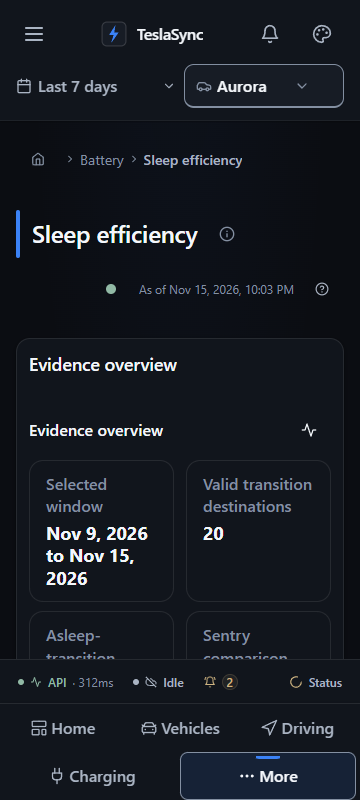 TeslaSync
Last 7 days
Aurora
Battery
Sleep efficiency
Sleep efficiency
As of Nov 15, 2026, 10:03 PM
Evidence overview
Evidence overview
Selected
window
Nov 9, 2026
to Nov 15,
2026
Valid transition
destinations
20
Asleep-
transition
Sentry
comparison
API · 312ms
Idle
2
Status
Home
Vehicles
Driving
Charging
More